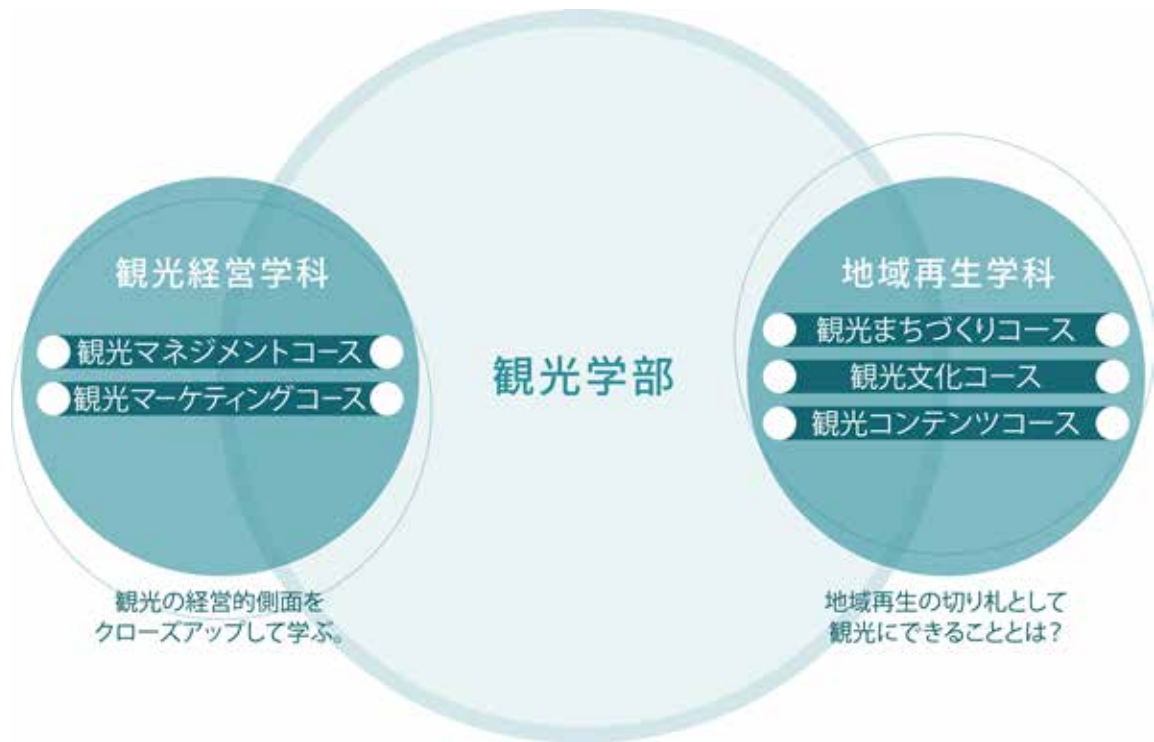 観光経営学科
観光マネジメントコース
観光マーケティングコース
観光の経営的側面を
クローズアップして学ぶ。
観光学部
地域再生学科
観光まちづくりコース
観光文化コース
観光コンテンツコース
地域再生の切り札として
観光にできることとは?